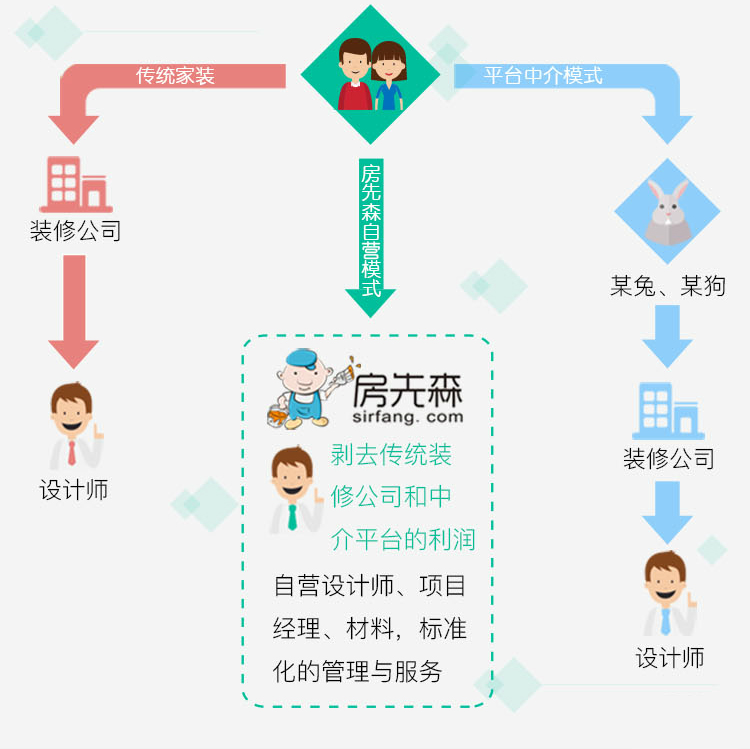 传统家装
平台中介模式
房先森自营模式
装修公司
某兔、某狗
房先森
sirfang.com
剥去传统装
修公司和中
介平台的利润
自营设计师、项目
经理、材料，标准
化的管理与服务
设计师
装修公司
设计师